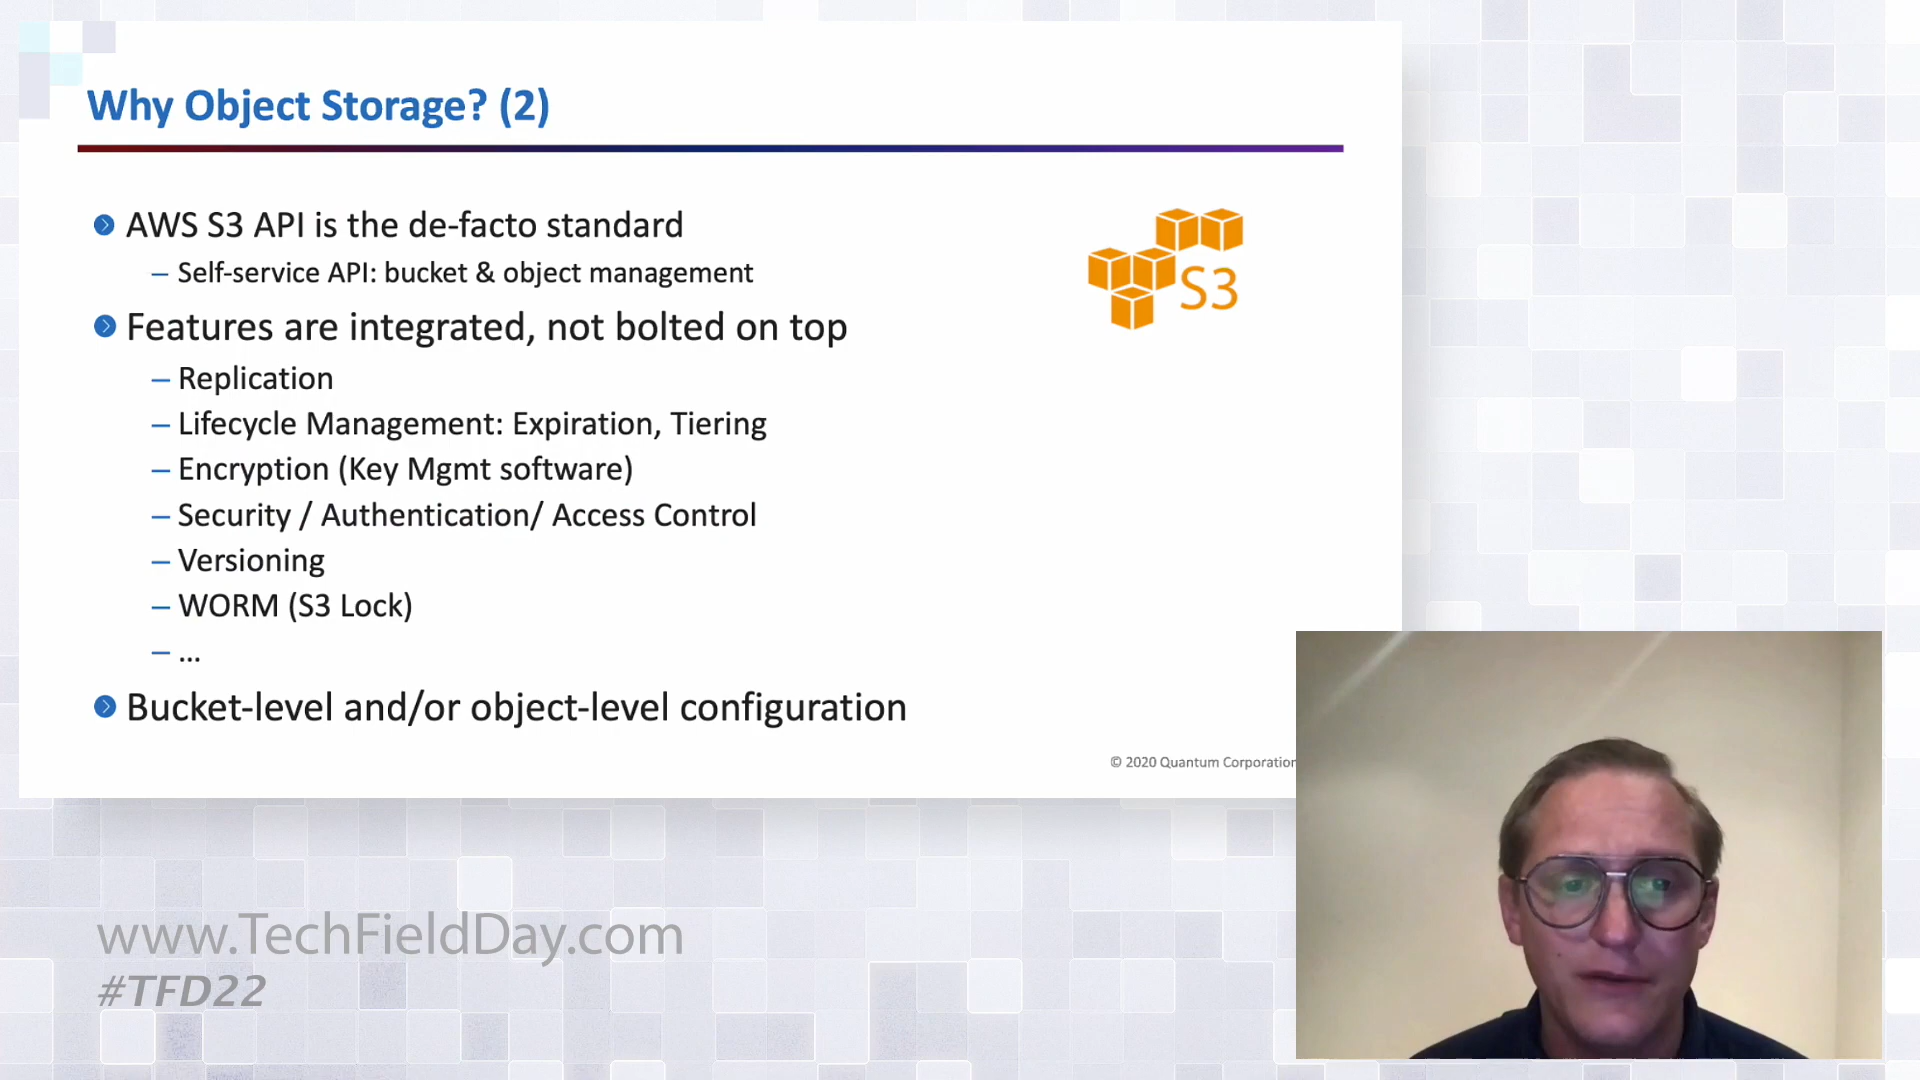 Why Object Storage? (2)
AWS S3 API is the de-facto standard
– Self-service API: bucket & object management
S3
Features are integrated, not bolted on top
– Replication
– Lifecycle Management: Expiration, Tiering
– Encryption (Key Mgmt software)
– Security / Authentication/ Access Control
– Versioning
– WORM (S3 Lock)
– ...
Bucket-level and/or object-level configuration
© 2020 Quantum Corporation
www.TechFieldDay.com
#TFD22